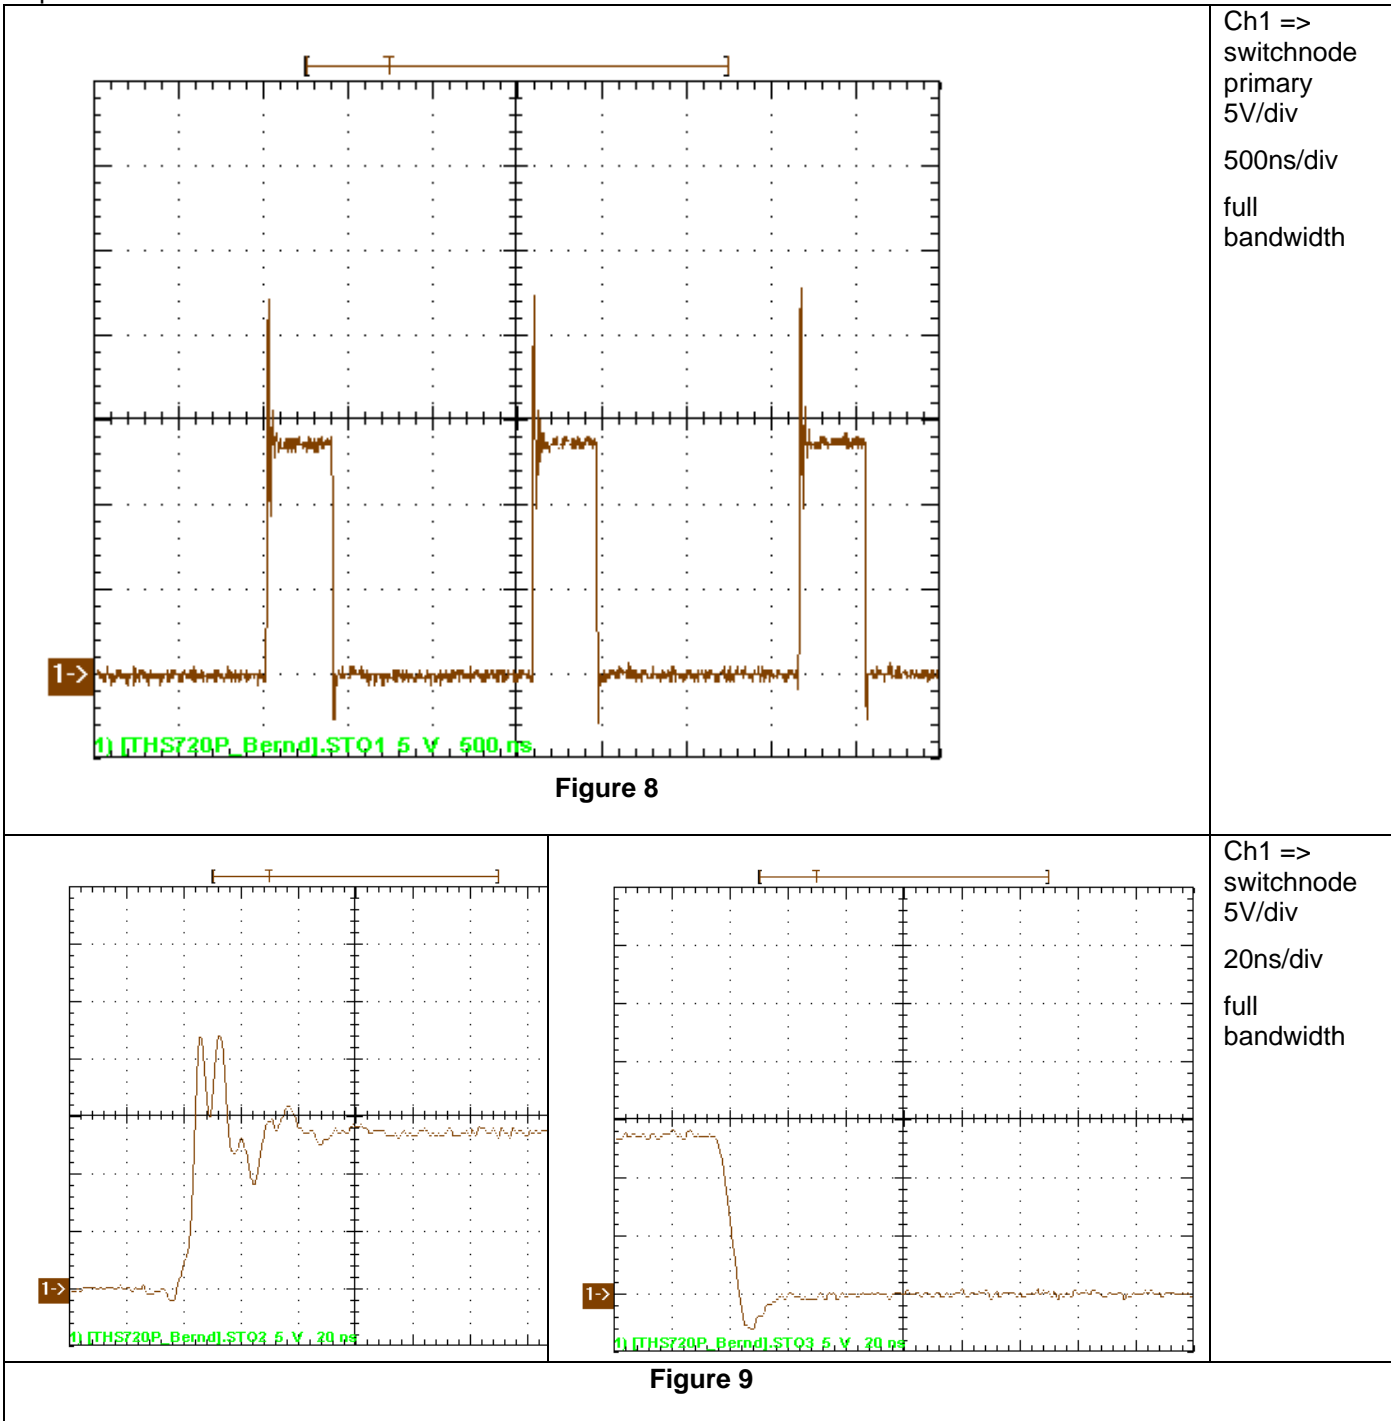 Ch1 =>
switchnode
primary
5V/div
500ns/div
full
bandwidth
1->
1) [THS720P_Bernd].STO1 5 V 500 ns
Figure 8
Ch1 =>
switchnode
5V/div
20ns/div
full
bandwidth
1->
1) [THS720P_Bernd].STO2 5 V 20 ns
1->
1) [THS720P_Bernd].STO3 5 V 20 ns
Figure 9